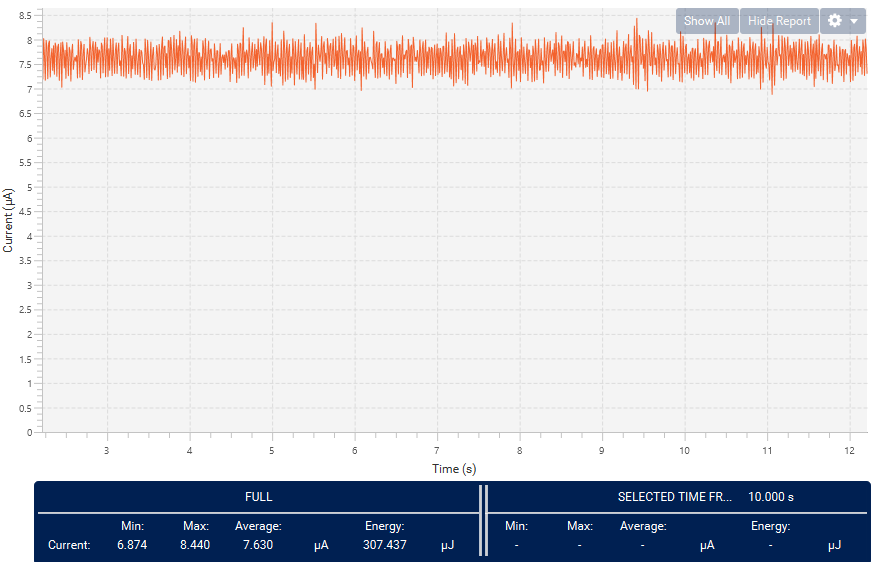 8.5
Show All Hide Report
8
7.5
7
6
5.5
5
4.5
4
3.5
3
2.5
2
1.5
1
0.5
0
Current (µA)
3 4 5 6 7 8 9 10 11 12
Time (s)
FULL
SELECTED TIME FR... 10.000 s
Min: Max: Average: Energy:
Min: Max: Average: Energy:
Current: 6.874 8.440 7.630 µA 307.437 µJ
- - - µA - µJ